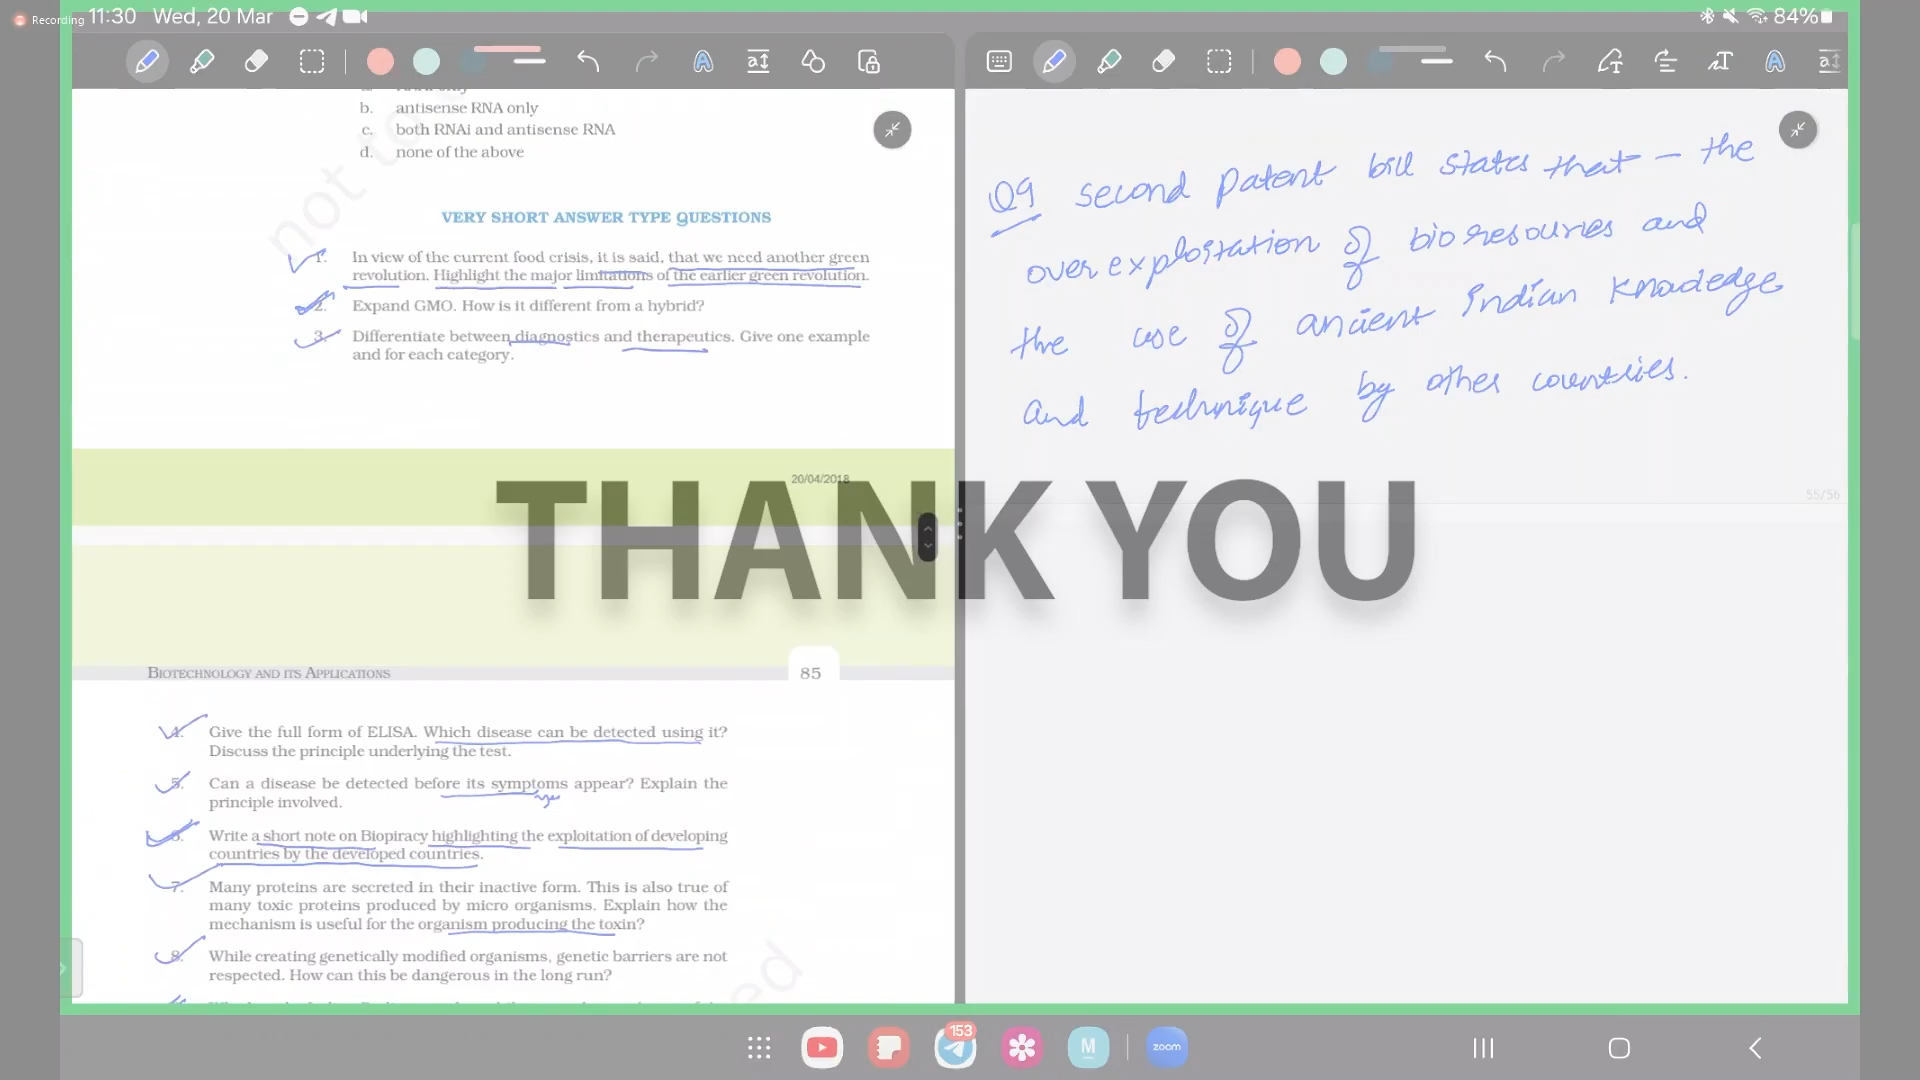 Recording 11:30 Wed, 20 Mar
84%
b. antisense RNA only
c. both RNAi and antisense RNA
d. none of the above
not to
VERY SHORT ANSWER TYPE QUESTIONS
1. In view of the current food crisis, it is said, that we need another green
revolution. Highlight the major limitations of the earlier green revolution.
2. Expand GMO. How is it different from a hybrid?
3. Differentiate between diagnostics and therapeutics. Give one example
and for each category.
20/04/2018
BIOTECHNOLOGY AND ITS APPLICATIONS
85
4. Give the full form of ELISA. Which disease can be detected using it?
Discuss the principle underlying the test.
5. Can a disease be detected before its symptoms appear? Explain the
principle involved.
6. Write a short note on Biopiracy highlighting the exploitation of developing
countries by the developed countries.
7. Many proteins are secreted in their inactive form. This is also true of
many toxic proteins produced by micro organisms. Explain how the
mechanism is useful for the organism producing the toxin?
8. While creating genetically modified organisms, genetic barriers are not
respected. How can this be dangerous in the long run?
Q9 second patent bill states that - the
over exploitation of bioresources and
the use of ancient Indian knowledge
and technique by other countries.
55/56
THANK YOU
153
M
zoom